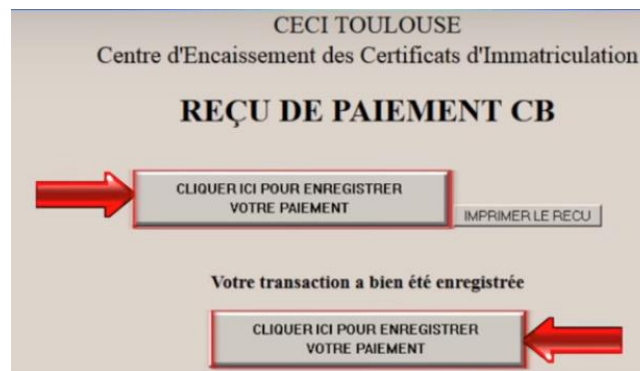 CECI TOULOUSE
Centre d'Encaissement des Certificats d'Immatriculation
REÇU DE PAIEMENT CB
CLIQUER ICI POUR ENREGISTRER
VOTRE PAIEMENT
IMPRIMER LE RECU
Votre transaction a bien été enregistrée
CLIQUER ICI POUR ENREGISTRER
VOTRE PAIEMENT